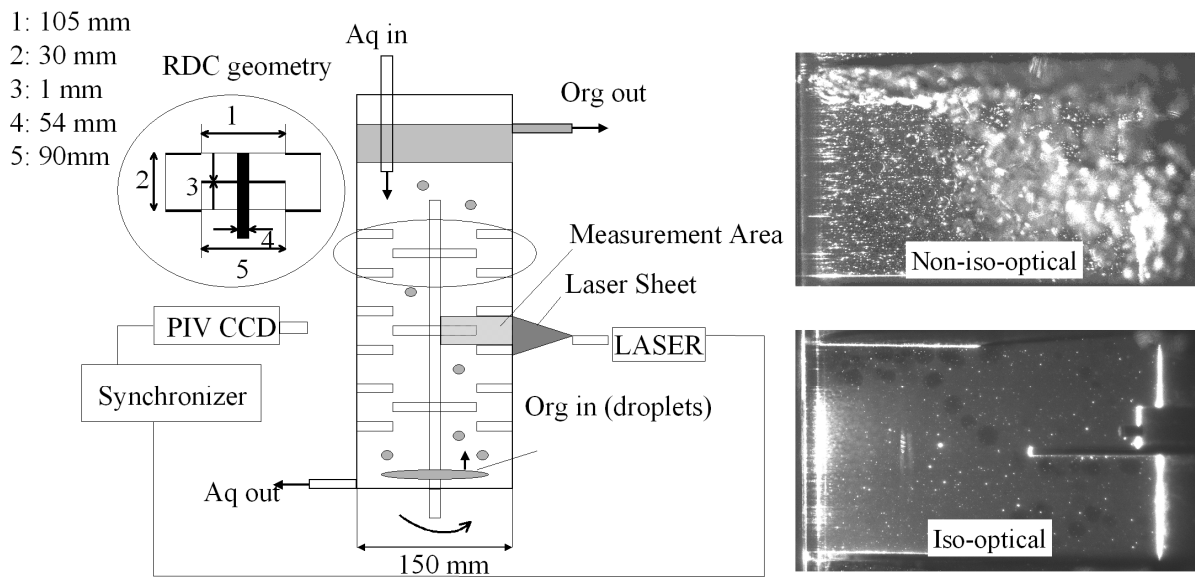 1: 105 mm
2: 30 mm
3: 1 mm
4: 54 mm
5: 90mm
RDC geometry
1
2
3
4
5
Aq in
Org out
Measurement Area
Laser Sheet
PIV CCD
LASER
Synchronizer
Org in (droplets)
Aq out
150 mm
Non-iso-optical
Iso-optical